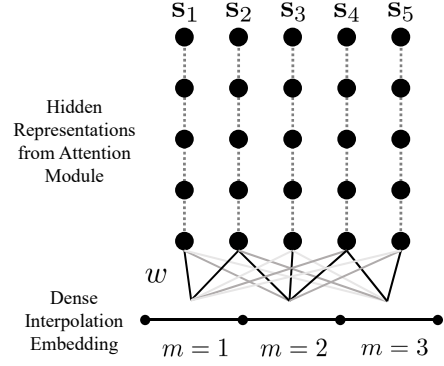 s₁ s₂ s₃ s₄ s₅
Hidden
Representations
from Attention
Module
w
Dense
Interpolation
Embedding
m = 1 m = 2 m = 3